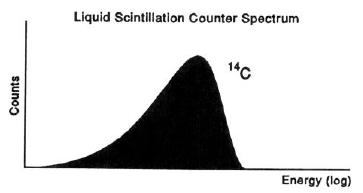 Liquid Scintillation Counter Spectrum
¹⁴C
Counts
Energy (log)